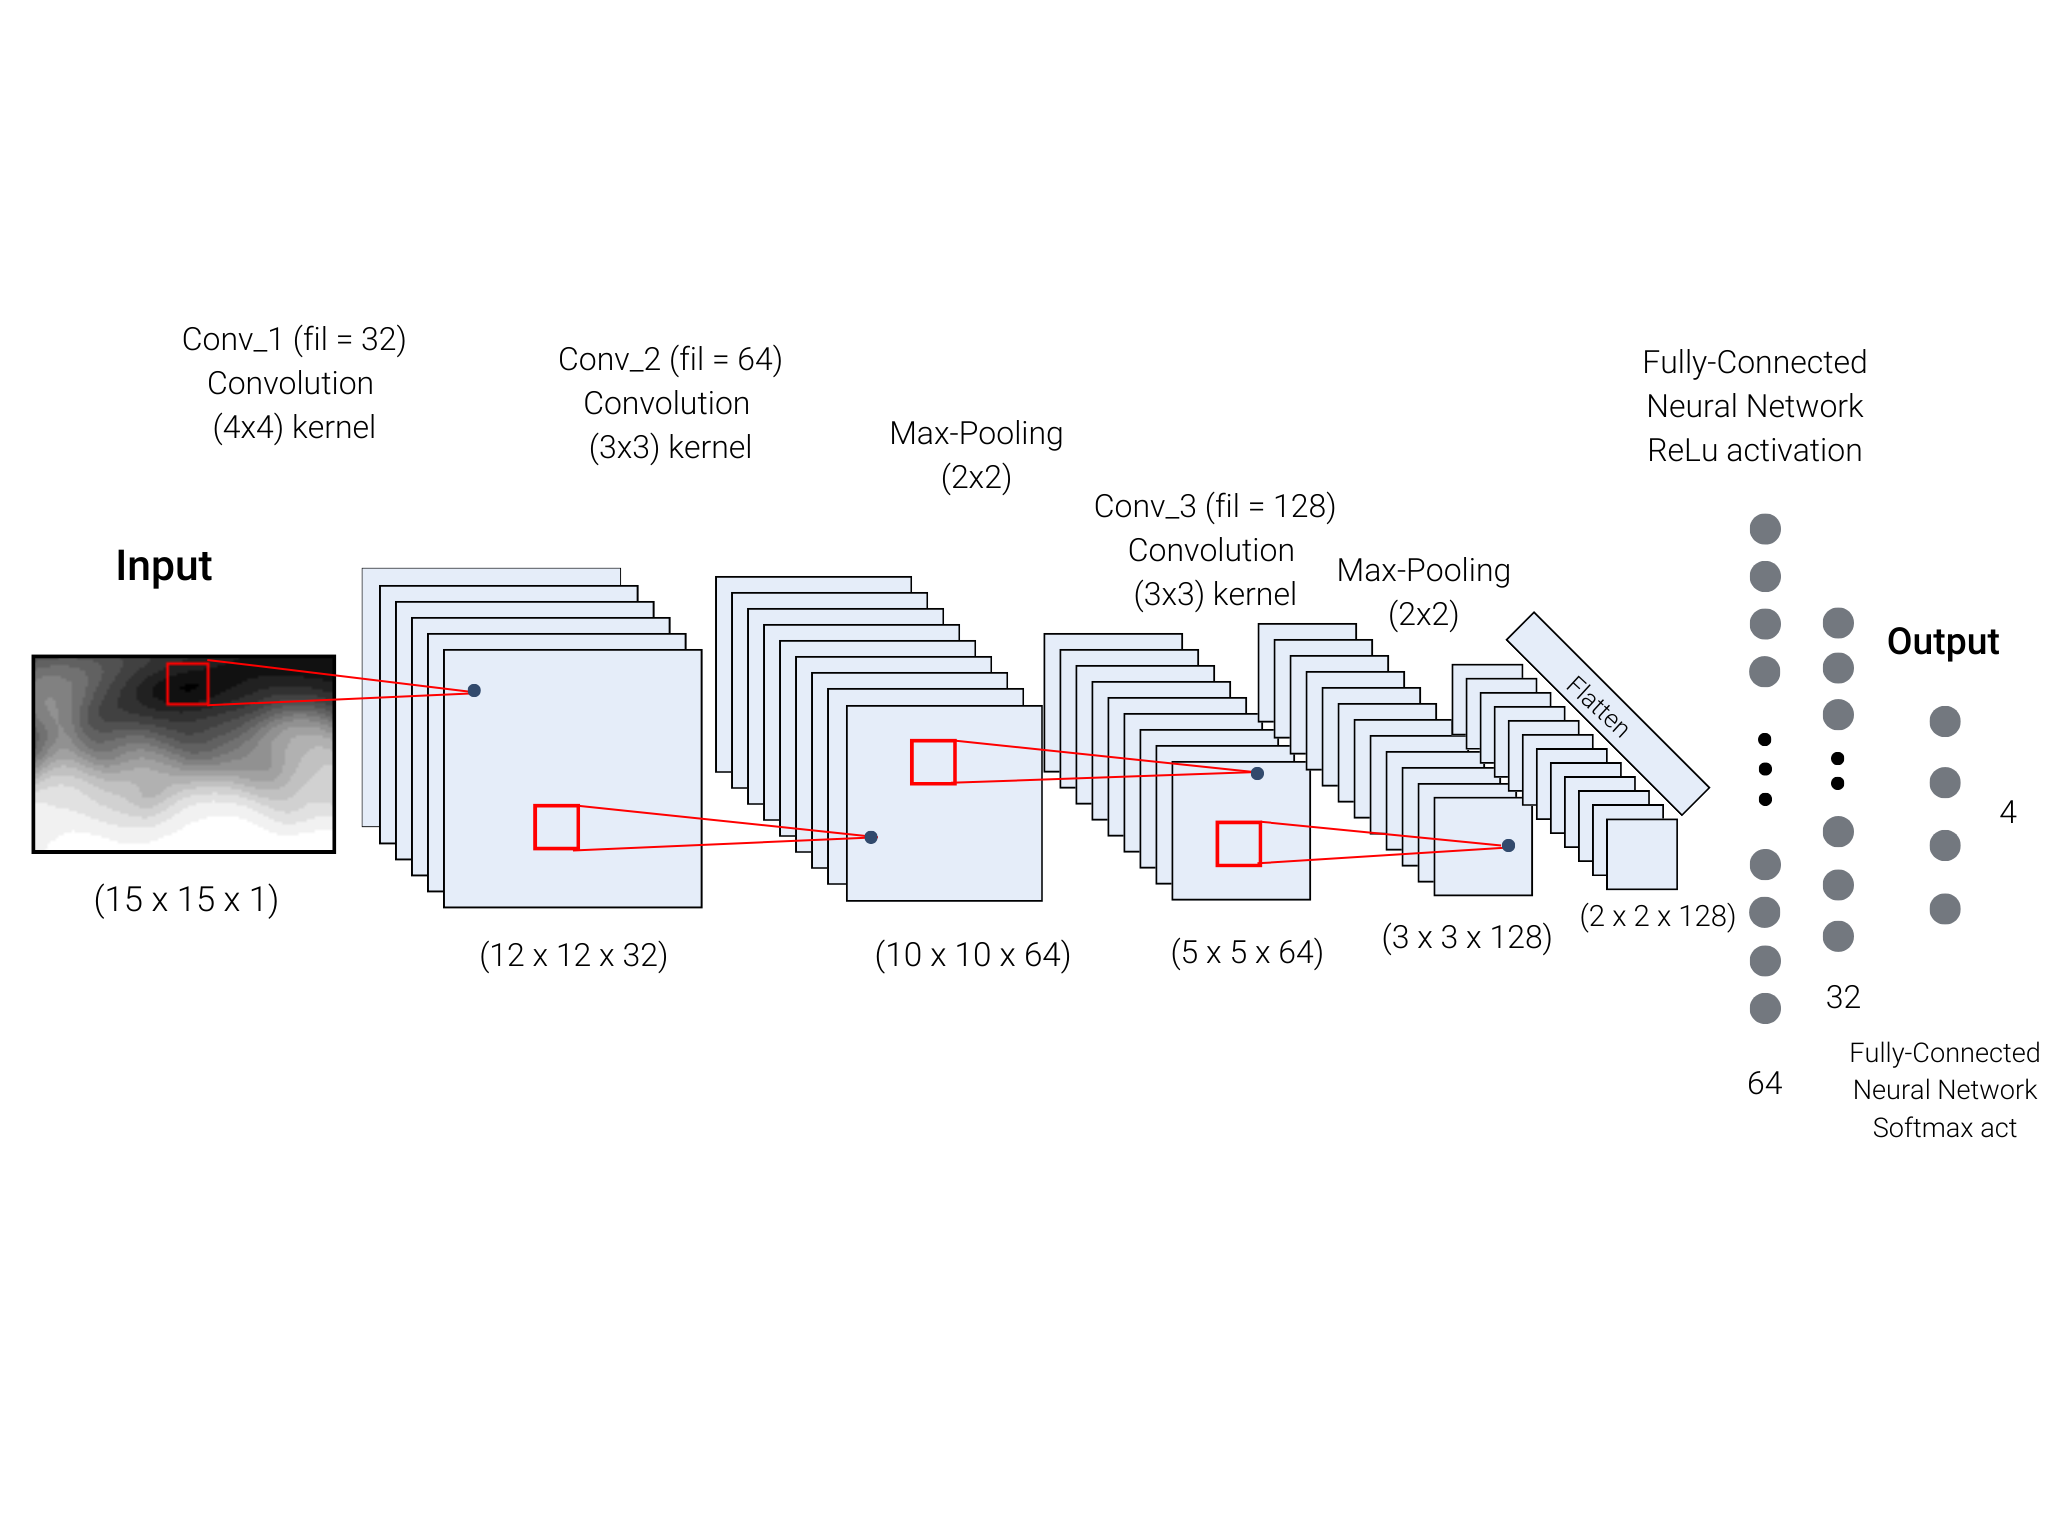 Conv_1 (fil = 32)
Convolution
(4x4) kernel
Conv_2 (fil = 64)
Convolution
(3x3) kernel
Max-Pooling
(2x2)
Conv_3 (fil = 128)
Convolution
(3x3) kernel
Max-Pooling
(2x2)
Fully-Connected
Neural Network
ReLu activation
Input
Flatten
Output
4
(15 x 15 x 1)
(12 x 12 x 32)
(10 x 10 x 64)
(5 x 5 x 64)
(3 x 3 x 128)
(2 x 2 x 128)
32
64
Fully-Connected
Neural Network
Softmax act